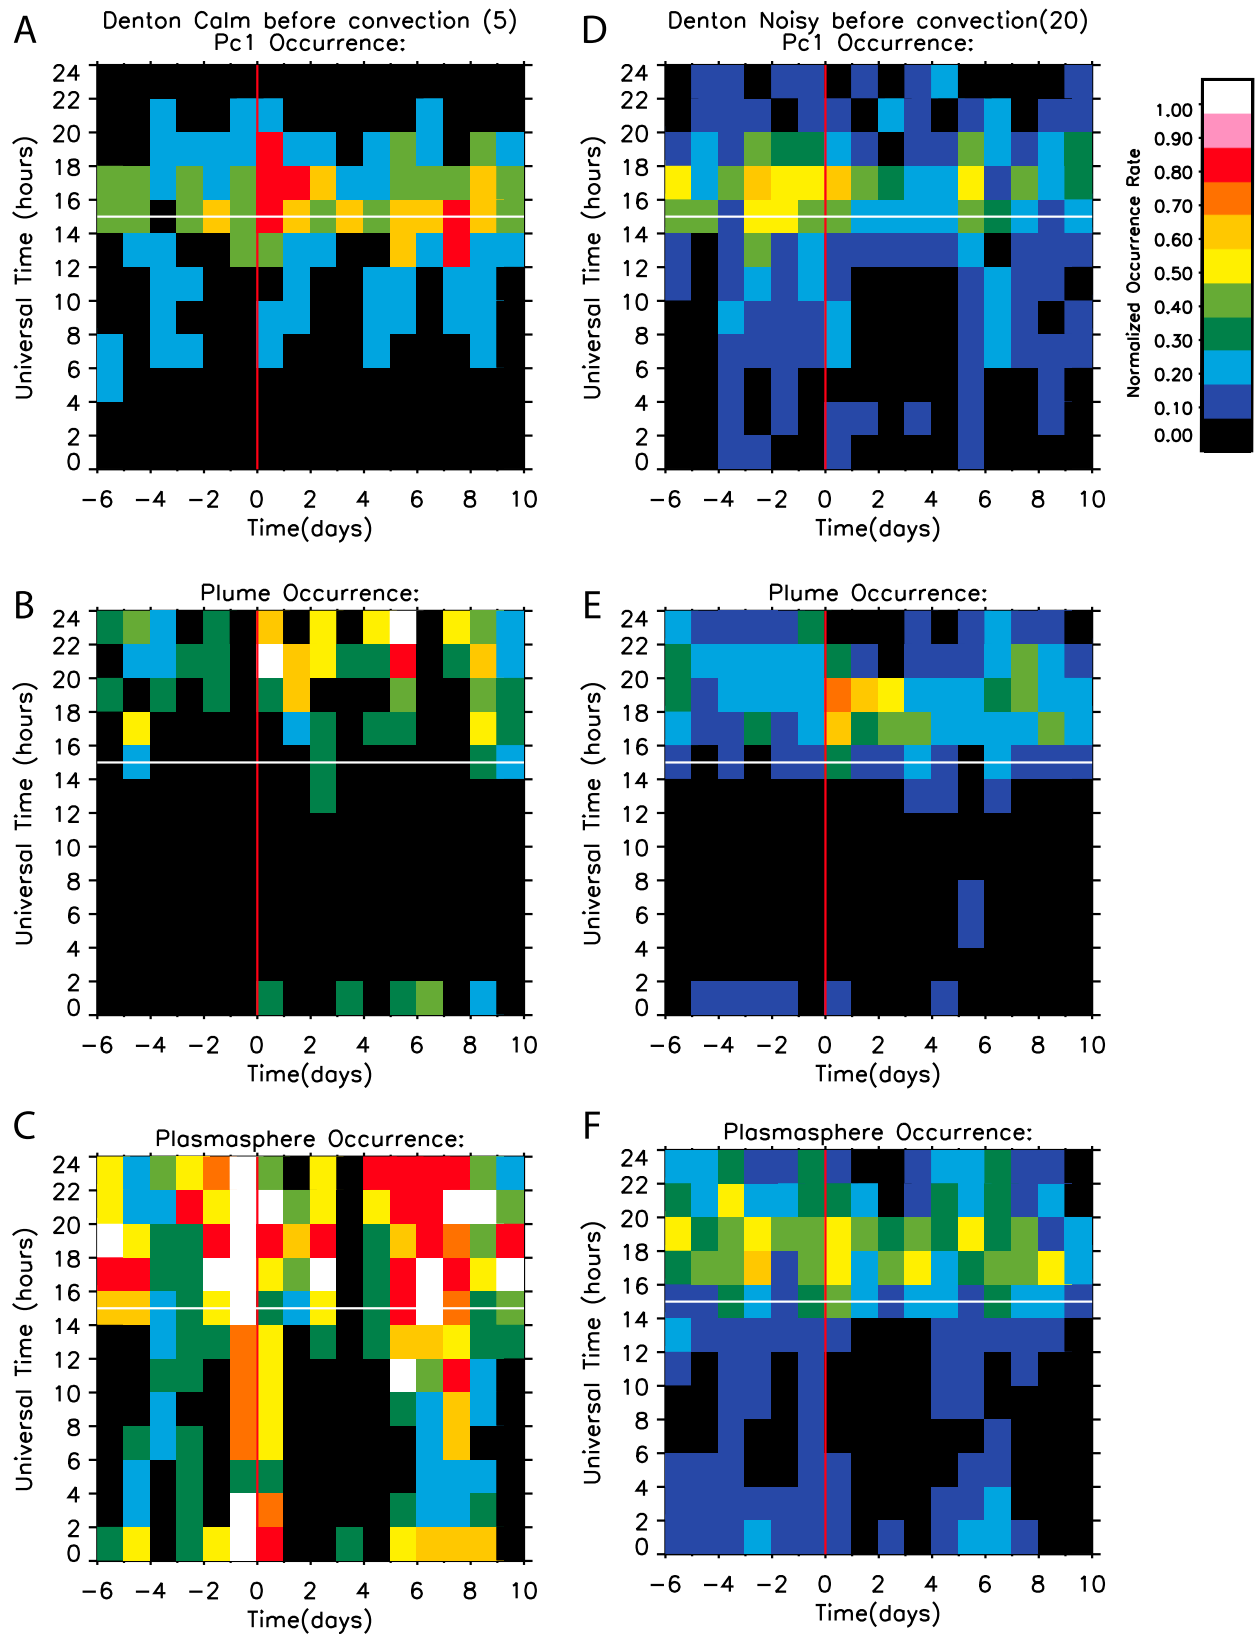 A
Denton Calm before convection (5)
Pc1 Occurrence:
24
22
20
18
16
14
12
10
8
6
4
2
0
Universal Time (hours)
-6 -4 -2 0 2 4 6 8 10
Time(days)
D
Denton Noisy before convection(20)
Pc1 Occurrence:
24
22
20
18
16
14
12
10
8
6
4
2
0
Universal Time (hours)
-6 -4 -2 0 2 4 6 8 10
Time(days)
Normalized Occurrence Rate
1.00
0.90
0.80
0.70
0.60
0.50
0.40
0.30
0.20
0.10
0.00
B
Plume Occurrence:
24
22
20
18
16
14
12
10
8
6
4
2
0
Universal Time (hours)
-6 -4 -2 0 2 4 6 8 10
Time(days)
E
Plume Occurrence:
24
22
20
18
16
14
12
10
8
6
4
2
0
Universal Time (hours)
-6 -4 -2 0 2 4 6 8 10
Time(days)
C
Plasmasphere Occurrence:
24
22
20
18
16
14
12
10
8
6
4
2
0
Universal Time (hours)
-6 -4 -2 0 2 4 6 8 10
Time(days)
F
Plasmasphere Occurrence:
24
22
20
18
16
14
12
10
8
6
4
2
0
Universal Time (hours)
-6 -4 -2 0 2 4 6 8 10
Time(days)